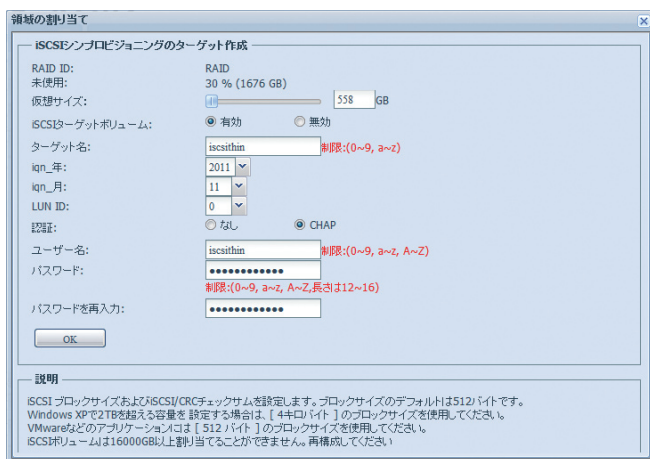 領域の割り当て
iSCSIシンプロビジョニングのターゲット作成
RAID ID: RAID
未使用: 30 % (1676 GB)
仮想サイズ: 558 GB
iSCSIターゲットボリューム: 有効 無効
ターゲット名: iscsithin 制限:(0~9, a~z)
iqn_年: 2011
iqn_月: 11
LUN ID: 0
認証: なし CHAP
ユーザー名: iscsithin 制限:(0~9, a~z, A~Z)
パスワード: ●●●●●●●●●●●●
制限:(0~9, a~z, A~Z,長さは12~16)
パスワードを再入力: ●●●●●●●●●●●●
OK
説明
iSCSI ブロックサイズおよびiSCSI/CRCチェックサムを設定します。ブロックサイズのデフォルトは512バイトです。
Windows XPで2TBを超える容量を 設定する場合は、[ 4キロバイト ] のブロックサイズを使用してください。
VMwareなどのアプリケーションには [ 512 バイト ] のブロックサイズを使用してください。
iSCSIボリュームは16000GB以上割り当てることができません。再構成してください